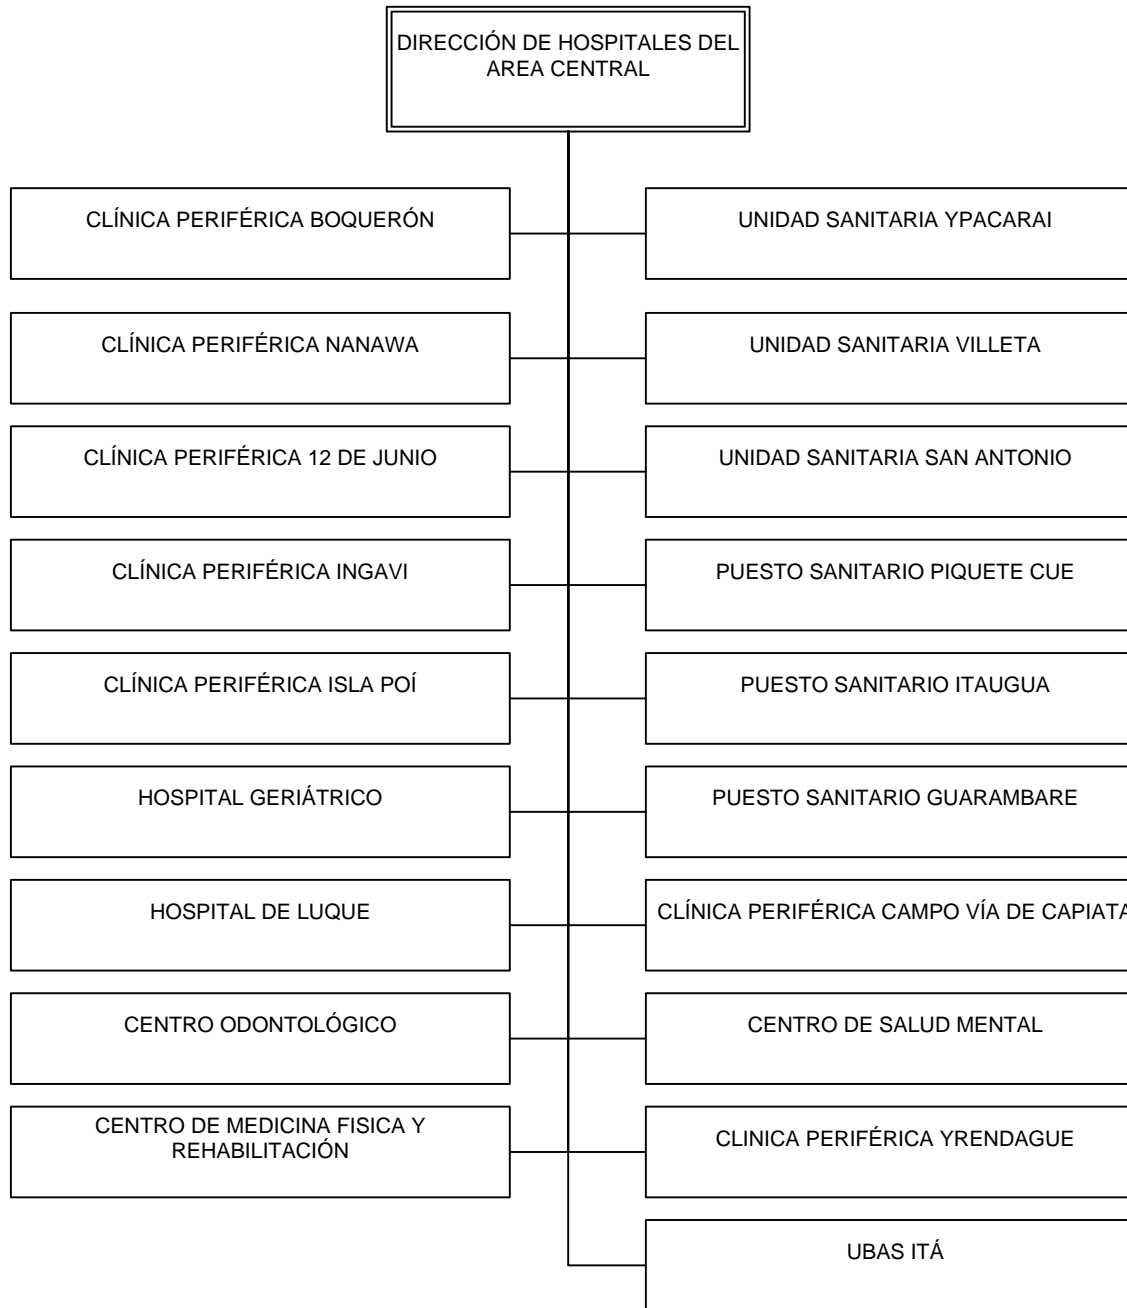 DIRECCIÓN DE HOSPITALES DEL
AREA CENTRAL
CLÍNICA PERIFÉRICA BOQUERÓN
UNIDAD SANITARIA YPACARAI
CLÍNICA PERIFÉRICA NANAWA
UNIDAD SANITARIA VILLETA
CLÍNICA PERIFÉRICA 12 DE JUNIO
UNIDAD SANITARIA SAN ANTONIO
CLÍNICA PERIFÉRICA INGAVI
PUESTO SANITARIO PIQUETE CUE
CLÍNICA PERIFÉRICA ISLA POÍ
PUESTO SANITARIO ITAUGUA
HOSPITAL GERIÁTRICO
PUESTO SANITARIO GUARAMBARE
HOSPITAL DE LUQUE
CLÍNICA PERIFÉRICA CAMPO VÍA DE CAPIATA
CENTRO ODONTOLÓGICO
CENTRO DE SALUD MENTAL
CENTRO DE MEDICINA FISICA Y
REHABILITACIÓN
CLINICA PERIFÉRICA YRENDAGUE
UBAS ITÁ